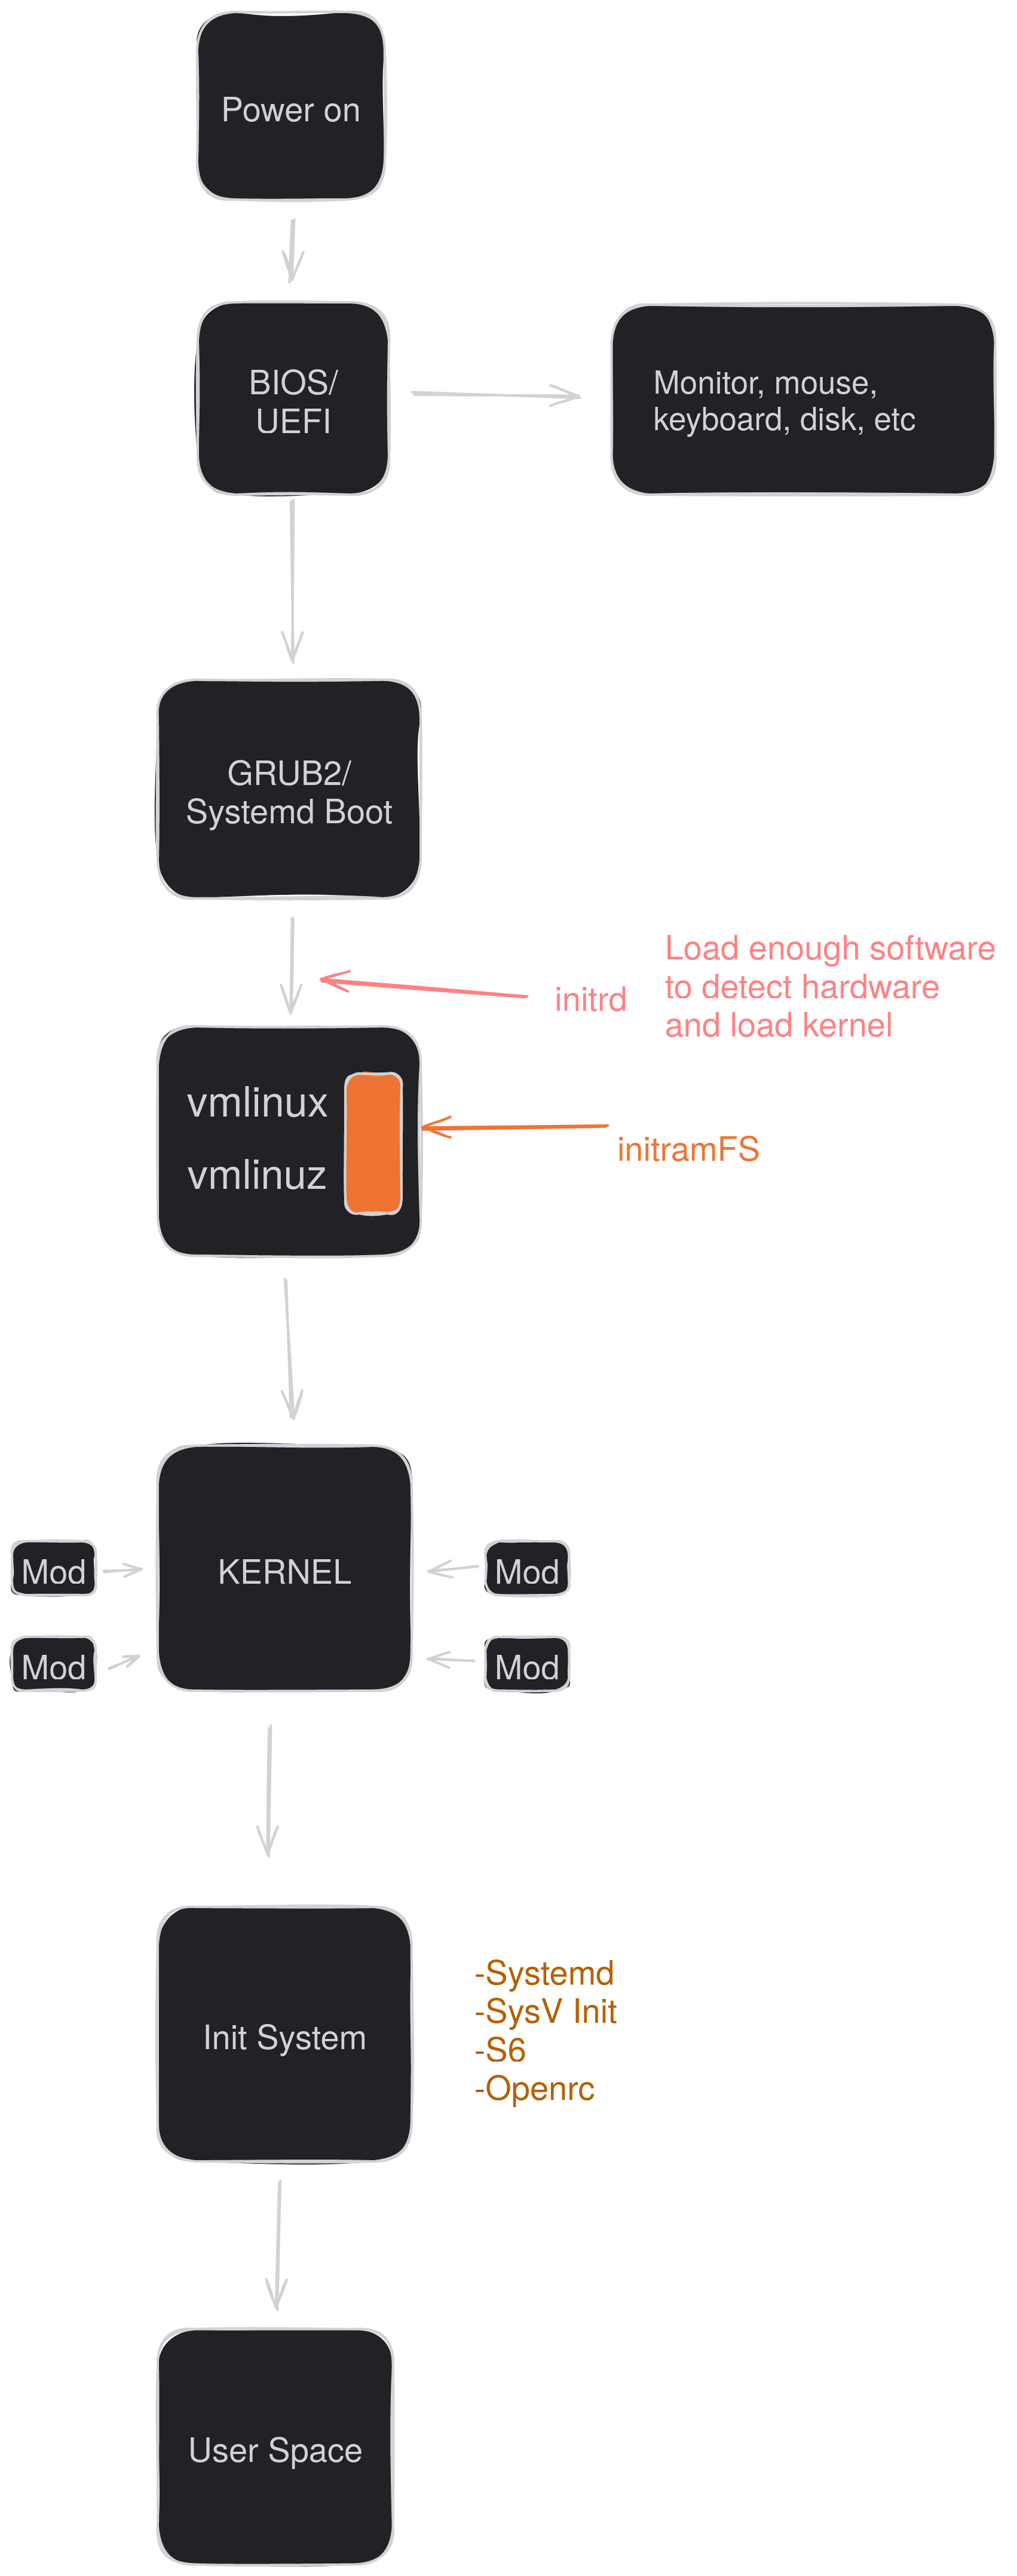 Power on
BIOS/
UEFI
Monitor, mouse,
keyboard, disk, etc
GRUB2/
Systemd Boot
Load enough software
to detect hardware
and load kernel
initrd
vmlinux
vmlinuz
initramFS
Mod
KERNEL
Mod
Mod
Mod
Init System
-Systemd
-SysV Init
-S6
-Openrc
User Space